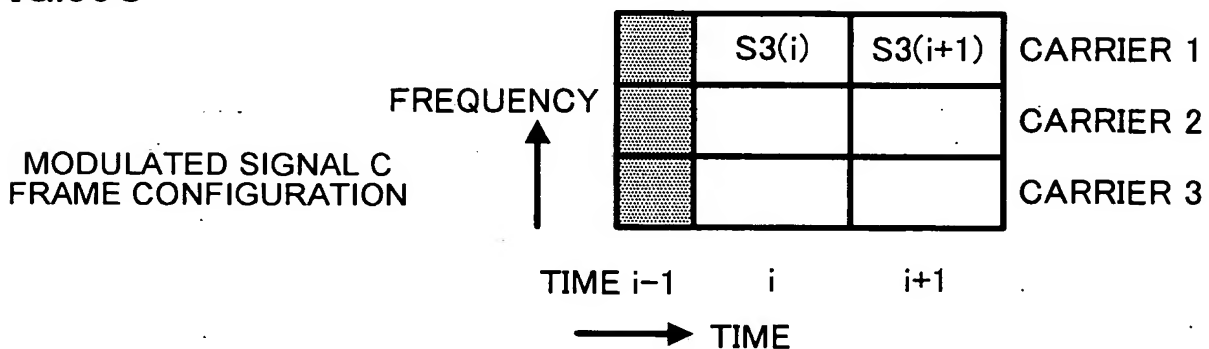 S3(i) S3(i+1) CARRIER 1
FREQUENCY
CARRIER 2
MODULATED SIGNAL C
FRAME CONFIGURATION
CARRIER 3
TIME i-1 i i+1
TIME